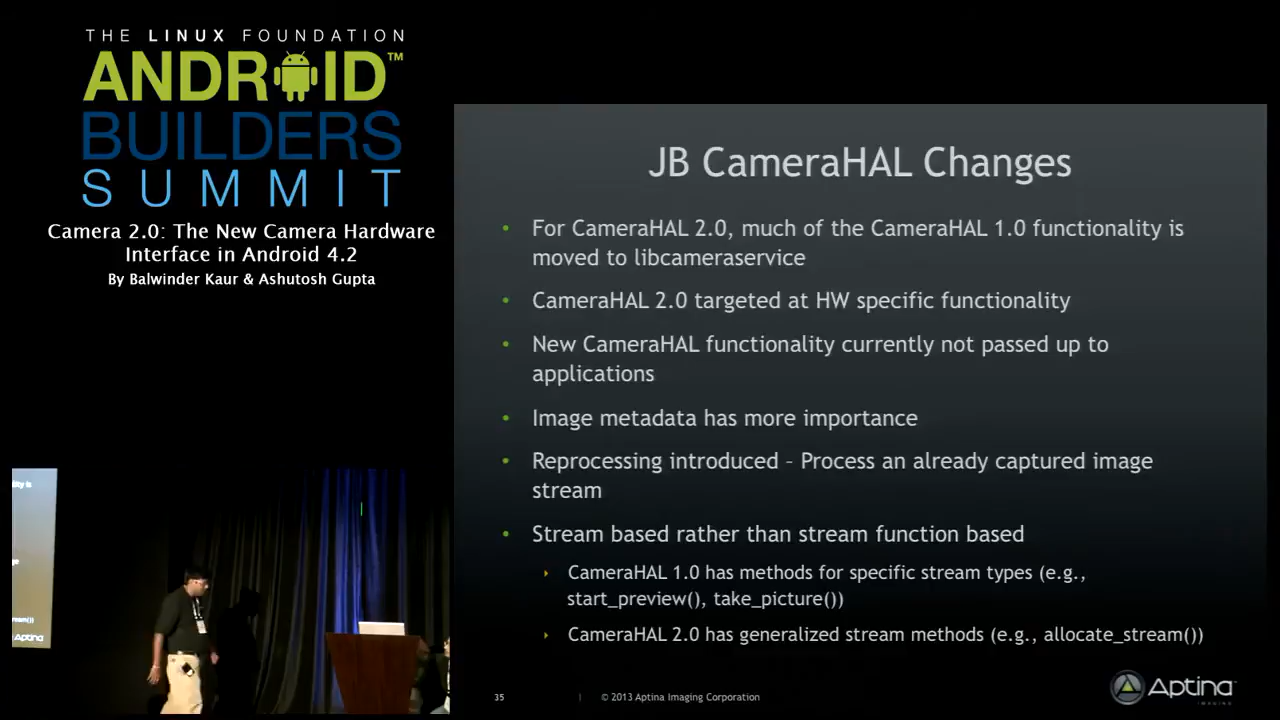 THE LINUX FOUNDATION
ANDROID™
BUILDERS
SUMMIT
Camera 2.0: The New Camera Hardware
Interface in Android 4.2
By Balwinder Kaur & Ashutosh Gupta
JB CameraHAL Changes
• For CameraHAL 2.0, much of the CameraHAL 1.0 functionality is
moved to libcameraservice
• CameraHAL 2.0 targeted at HW specific functionality
• New CameraHAL functionality currently not passed up to
applications
• Image metadata has more importance
• Reprocessing introduced – Process an already captured image
stream
• Stream based rather than stream function based
‣ CameraHAL 1.0 has methods for specific stream types (e.g.,
start_preview(), take_picture())
‣ CameraHAL 2.0 has generalized stream methods (e.g., allocate_stream())
35 | © 2013 Aptina Imaging Corporation
Aptina
IMAGING
Aptina